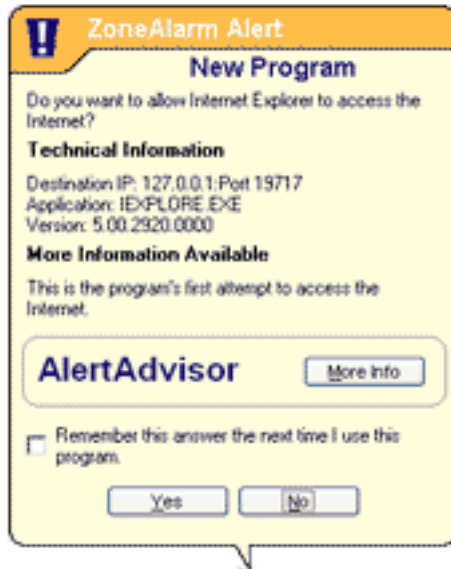 ZoneAlarm Alert
New Program
Do you want to allow Internet Explorer to access the
Internet?
Technical Information
Destination IP: 127.0.0.1:Port 19717
Application: IEXPLORE.EXE
Version: 5.00.2920.0000
More Information Available
This is the program's first attempt to access the
Internet.
AlertAdvisor
More Info
Remember this answer the next time I use this
program.
Yes
No